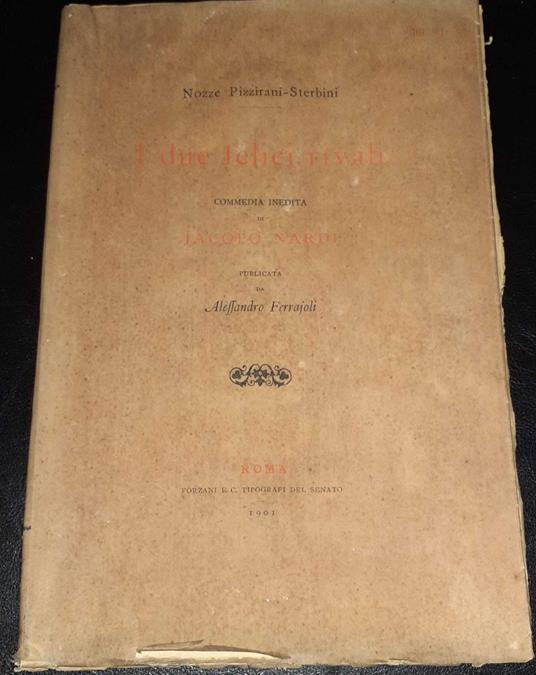 Nozze Pizzirani-Sterbini
I due felici rivali
COMMEDIA INEDITA
DI
JACOPO NARDI
PUBLICATA
DA
Aleſſandro Ferrajoli
ROMA
FORZANI E C. TIPOGRAFI DEL SENATO
1901